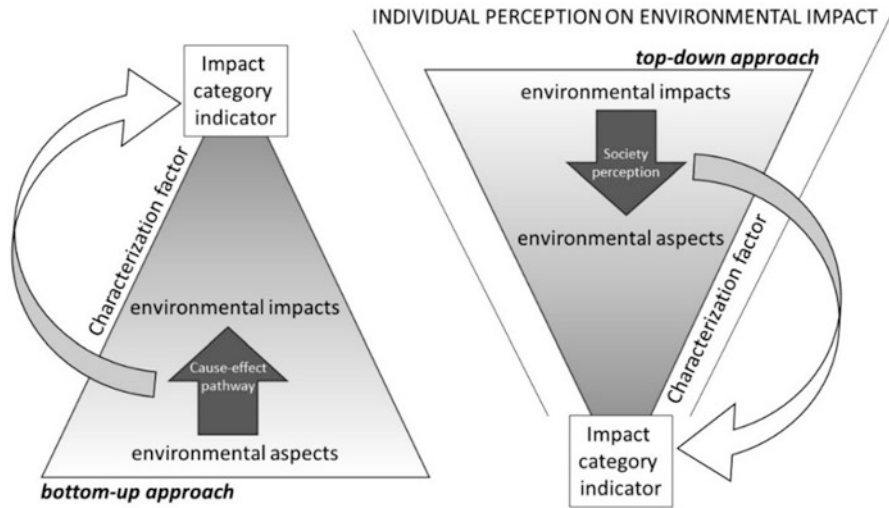 INDIVIDUAL PERCEPTION ON ENVIRONMENTAL IMPACT
Impact
category
indicator
Characterization factor
environmental impacts
Cause-effect
pathway
environmental aspects
bottom-up approach
top-down approach
environmental impacts
Society
perception
environmental aspects
Characterization factor
Impact
category
indicator